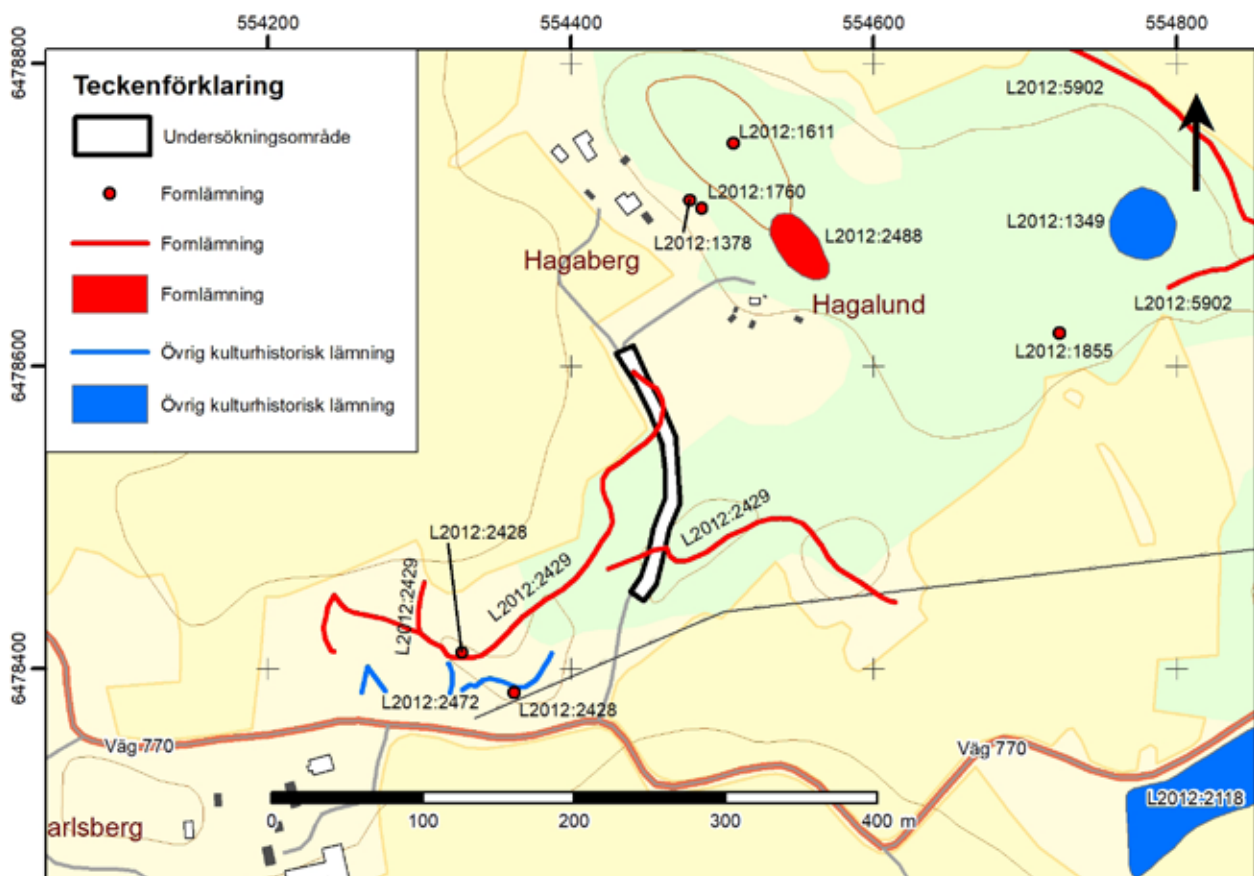 554200
554400
554600
554800
6478800
6478600
6478400
Teckenförklaring
Undersökningsområde
Fornlämning
Fornlämning
Fornlämning
Övrig kulturhistorisk lämning
Övrig kulturhistorisk lämning
L2012:5902
L2012:1611
L2012:1760
L2012:1378
L2012:1349
L2012:2488
Hagaberg
Hagalund
L2012:5902
L2012:1855
L2012:2429
L2012:2428
L2012:2429
L2012:2429
L2012:2472
L2012:2428
Väg 770
Väg 770
L2012:2118
0 100 200 300 400 m
arlsberg